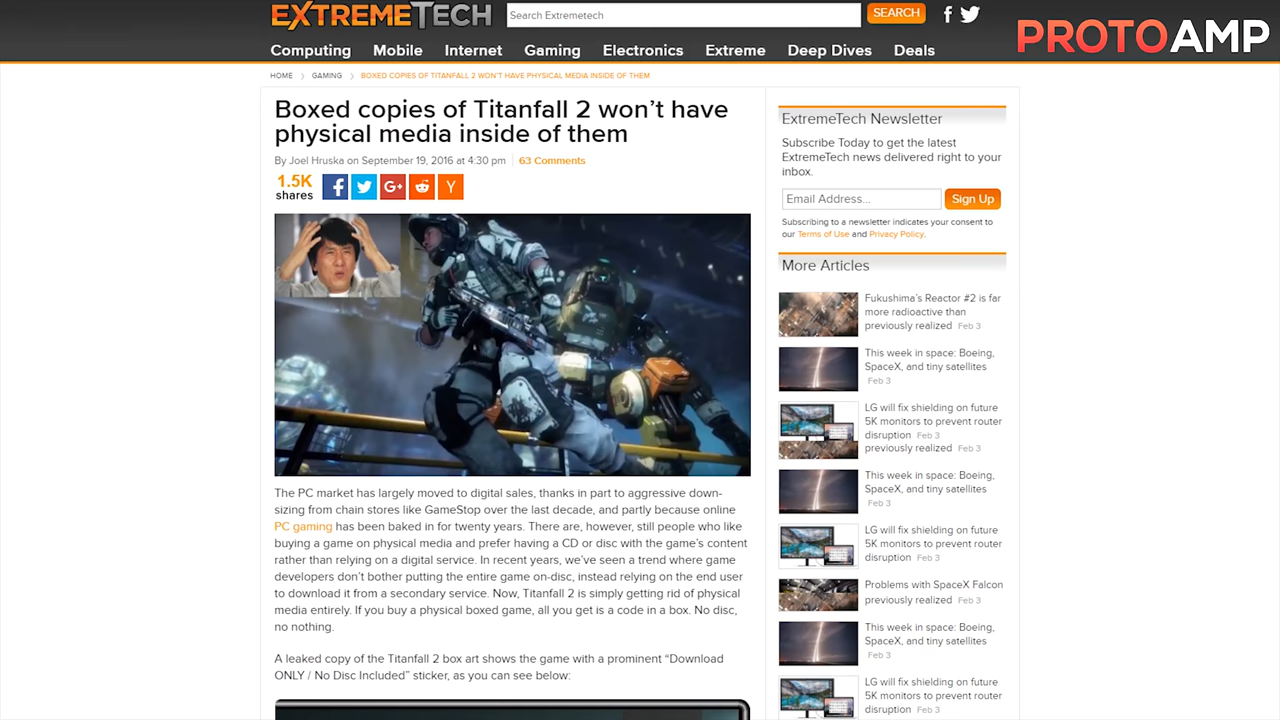 EXTREMETECH
Search Extremetech
SEARCH
PROTOAMP
Computing Mobile Internet Gaming Electronics Extreme Deep Dives Deals
HOME > GAMING > BOXED COPIES OF TITANFALL 2 WON'T HAVE PHYSICAL MEDIA INSIDE OF THEM
Boxed copies of Titanfall 2 won’t have
physical media inside of them
By Joel Hruska on September 19, 2016 at 4:30 pm 63 Comments
1.5K
shares
f
G+
Y
The PC market has largely moved to digital sales, thanks in part to aggressive down-
sizing from chain stores like GameStop over the last decade, and partly because online
PC gaming has been baked in for twenty years. There are, however, still people who like
buying a game on physical media and prefer having a CD or disc with the game’s content
rather than relying on a digital service. In recent years, we’ve seen a trend where game
developers don’t bother putting the entire game on-disc, instead relying on the end user
to download it from a secondary service. Now, Titanfall 2 is simply getting rid of physical
media entirely. If you buy a physical boxed game, all you get is a code in a box. No disc,
no nothing.
A leaked copy of the Titanfall 2 box art shows the game with a prominent “Download
ONLY / No Disc Included” sticker, as you can see below:
ExtremeTech Newsletter
Subscribe Today to get the latest
ExtremeTech news delivered right to your
inbox.
Email Address...
Sign Up
Subscribing to a newsletter indicates your consent to
our Terms of Use and Privacy Policy.
More Articles
Fukushima’s Reactor #2 is far
more radioactive than
previously realized Feb 3
This week in space: Boeing,
SpaceX, and tiny satellites
Feb 3
LG will fix shielding on future
5K monitors to prevent router
disruption Feb 3
previously realized Feb 3
This week in space: Boeing,
SpaceX, and tiny satellites
Feb 3
LG will fix shielding on future
5K monitors to prevent router
disruption Feb 3
Problems with SpaceX Falcon
previously realized Feb 3
This week in space: Boeing,
SpaceX, and tiny satellites
Feb 3
LG will fix shielding on future
5K monitors to prevent router
disruption Feb 3